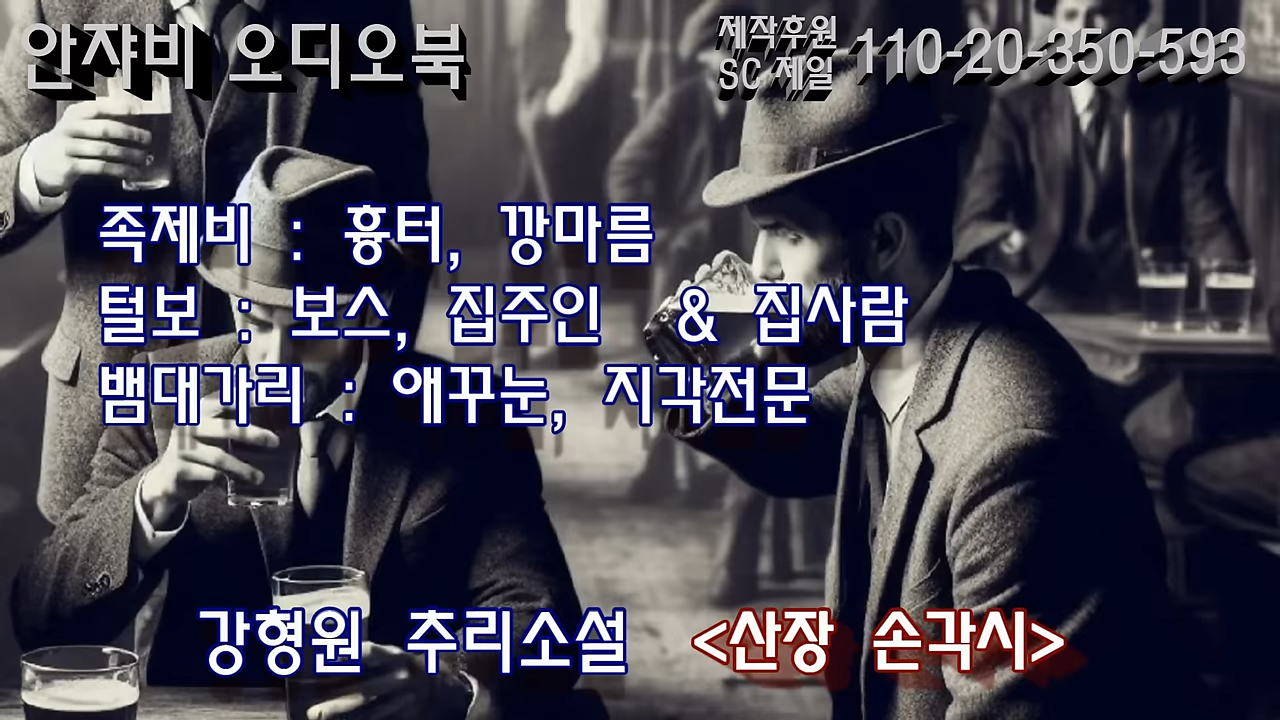 안쟈비 오디오북
제작후원
SC 제일
110-20-350-593
족제비 : 흉터, 깡마름
털보 : 보스, 집주인 & 집사람
뱀대가리 : 애꾸눈, 지각전문
강형원 추리소설 <산장 손각시>